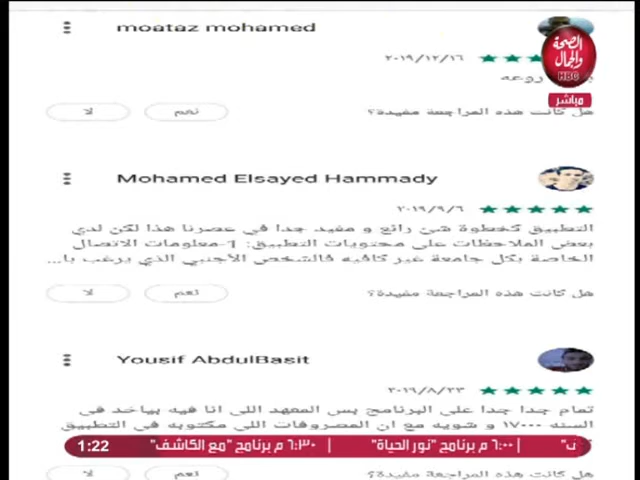 moataz mohamed
٢٠١٩/١٢/١٦
روعه
الصحة
والجمال
HBC
مباشر
هل كانت هذه المراجعة مفيدة؟ نعم لا
Mohamed Elsayed Hammady
٢٠١٩/٩/٦
التطبيق كخطوة شئ رائع و مفيد جدا في عصرنا هذا لكن لدي
بعض الملاحظات على محتويات التطبيق: 1-معلومات الاتصال
الخاصة بكل جامعة غير كافيه فالشخص الأجنبي الذي يرغب با...
هل كانت هذه المراجعة مفيدة؟ نعم لا
Yousif AbdulBasit
٢٠١٩/٨/٢٣
تمام جدا جدا على البرنامج بس المعهد اللى انا فيه بياخد فى
السنه ١٧٠٠٠ و شويه مع ان المصروفات اللى مكتوبه فى التطبيق
ب" | ٦:٠٠ م برنامج "نور الحياة" | ٦:٣٠ م برنامج "مع الكاشف"
1:22
هل كانت هذه المراجعة مفيدة؟ نعم لا